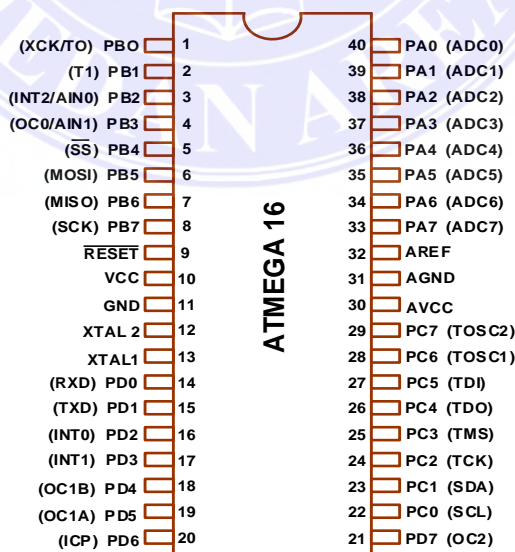 (XCK/TO) PBO 1 40 PA0 (ADC0)
(T1) PB1 2 39 PA1 (ADC1)
(INT2/AIN0) PB2 3 38 PA2 (ADC2)
(OC0/AIN1) PB3 4 37 PA3 (ADC3)
(SS) PB4 5 36 PA4 (ADC4)
(MOSI) PB5 6 35 PA5 (ADC5)
(MISO) PB6 7 34 PA6 (ADC6)
(SCK) PB7 8 33 PA7 (ADC7)
RESET 9 32 AREF
VCC 10 31 AGND
GND 11 30 AVCC
XTAL 2 12 29 PC7 (TOSC2)
XTAL1 13 28 PC6 (TOSC1)
(RXD) PD0 14 27 PC5 (TDI)
(TXD) PD1 15 26 PC4 (TDO)
(INT0) PD2 16 25 PC3 (TMS)
(INT1) PD3 17 24 PC2 (TCK)
(OC1B) PD4 18 23 PC1 (SDA)
(OC1A) PD5 19 22 PC0 (SCL)
(ICP) PD6 20 21 PD7 (OC2)
ATMEGA 16